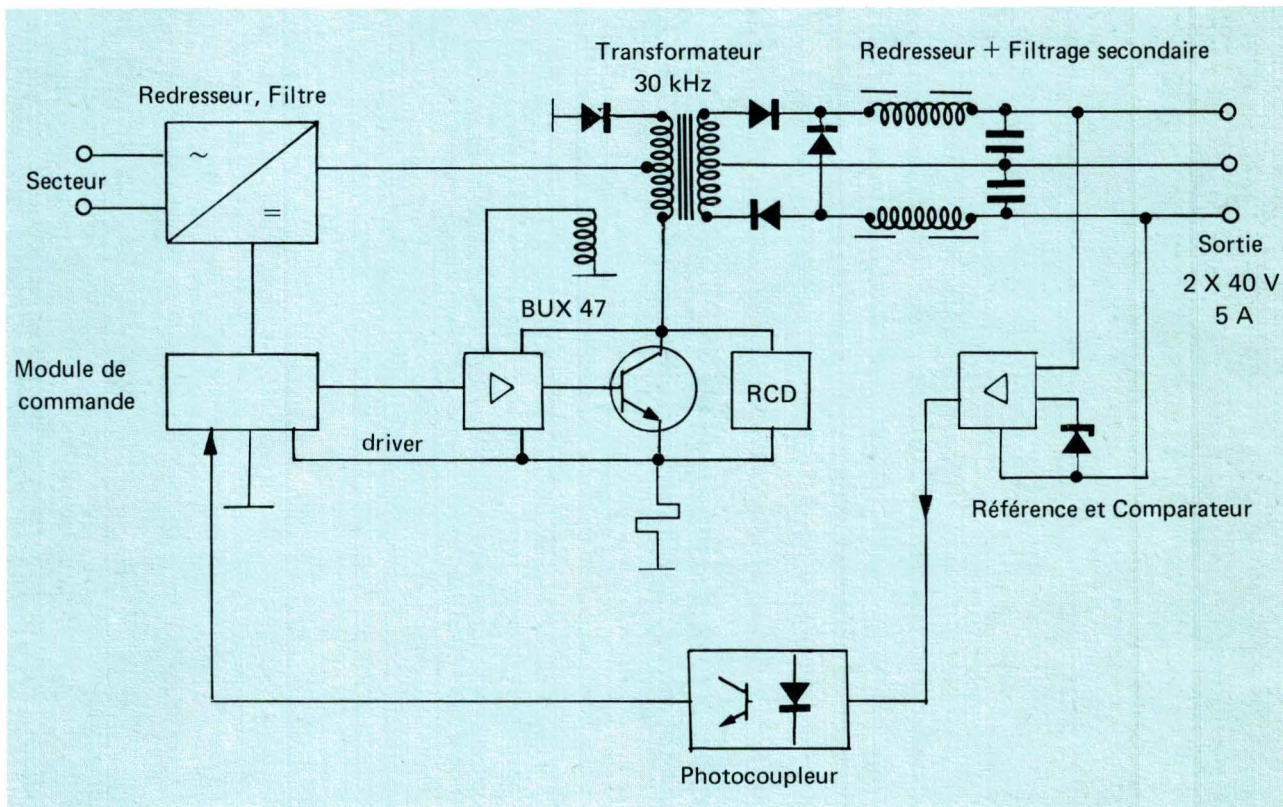 Transformateur
30 kHz
Redresseur + Filtrage secondaire
Redresseur, Filtre
~
=
Secteur
Sortie
2 X 40 V
5 A
BUX 47
Module de
commande
RCD
driver
Référence et Comparateur
Photocoupleur